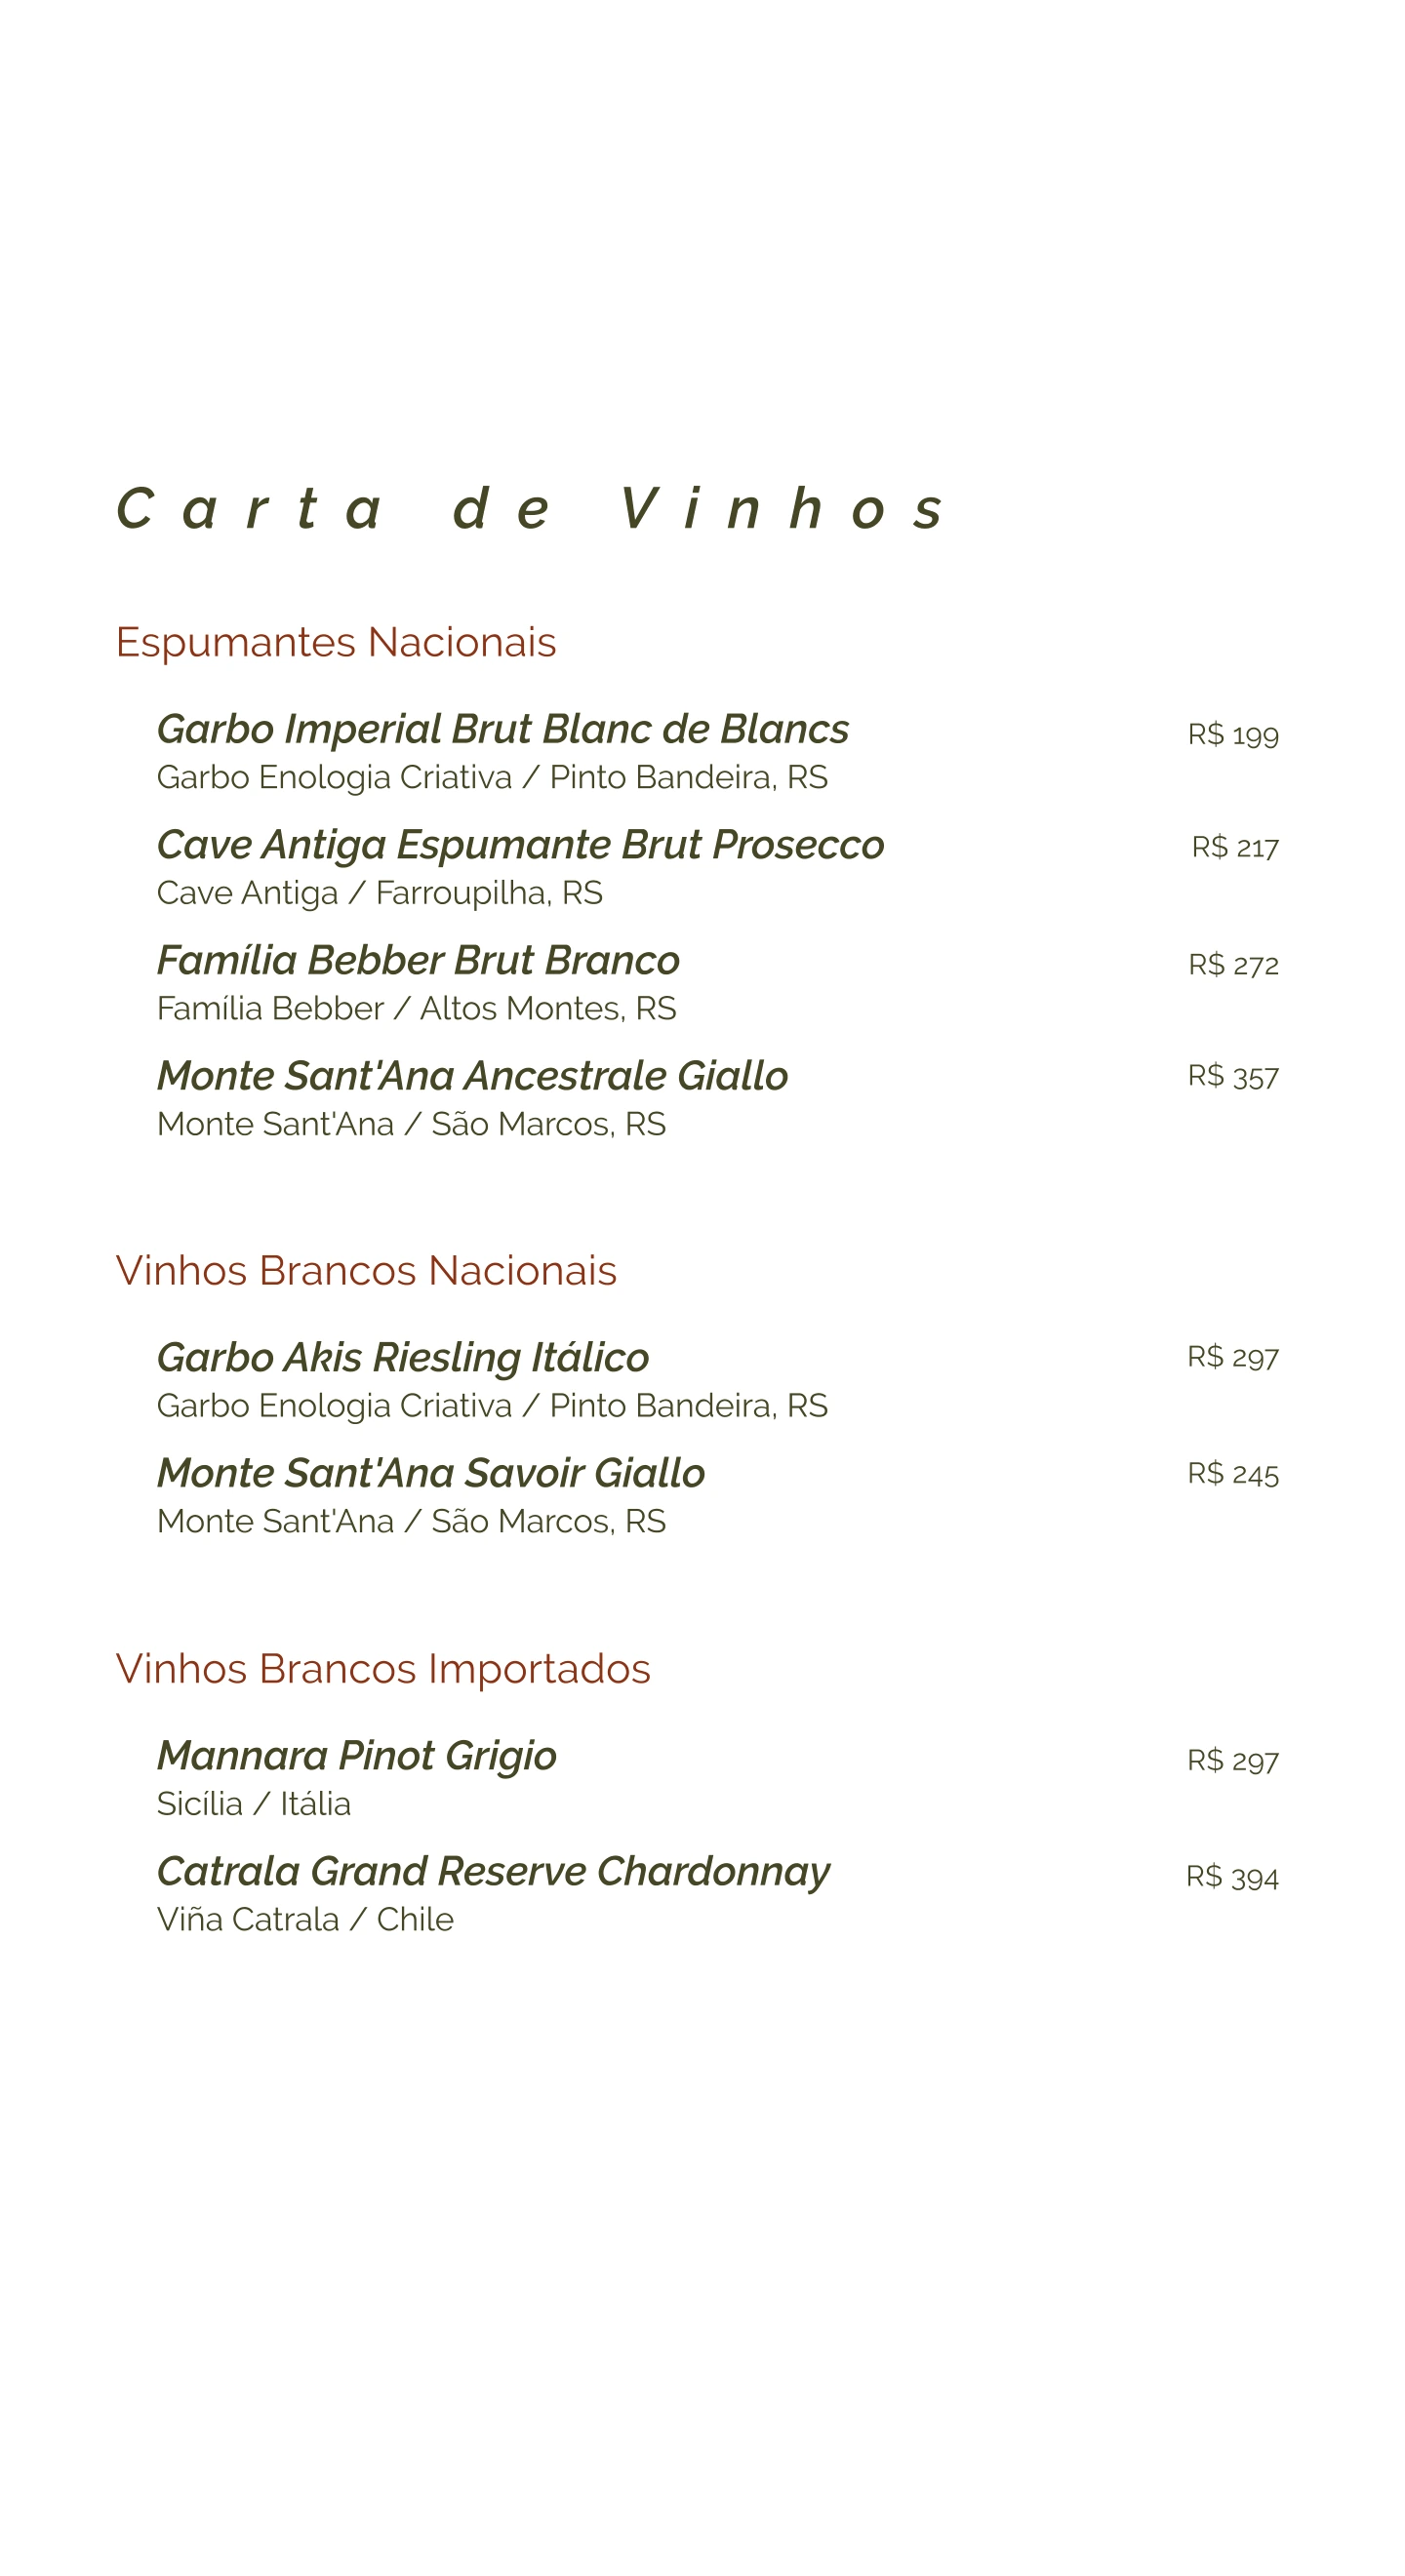 Carta de Vinhos
Espumantes Nacionais
Garbo Imperial Brut Blanc de Blancs R$ 199
Garbo Enologia Criativa / Pinto Bandeira, RS
Cave Antiga Espumante Brut Prosecco R$ 217
Cave Antiga / Farroupilha, RS
Família Bebber Brut Branco R$ 272
Família Bebber / Altos Montes, RS
Monte Sant'Ana Ancestrale Giallo R$ 357
Monte Sant'Ana / São Marcos, RS
Vinhos Brancos Nacionais
Garbo Akis Riesling Itálico R$ 297
Garbo Enologia Criativa / Pinto Bandeira, RS
Monte Sant'Ana Savoir Giallo R$ 245
Monte Sant'Ana / São Marcos, RS
Vinhos Brancos Importados
Mannara Pinot Grigio R$ 297
Sicília / Itália
Catrala Grand Reserve Chardonnay R$ 394
Viña Catrala / Chile